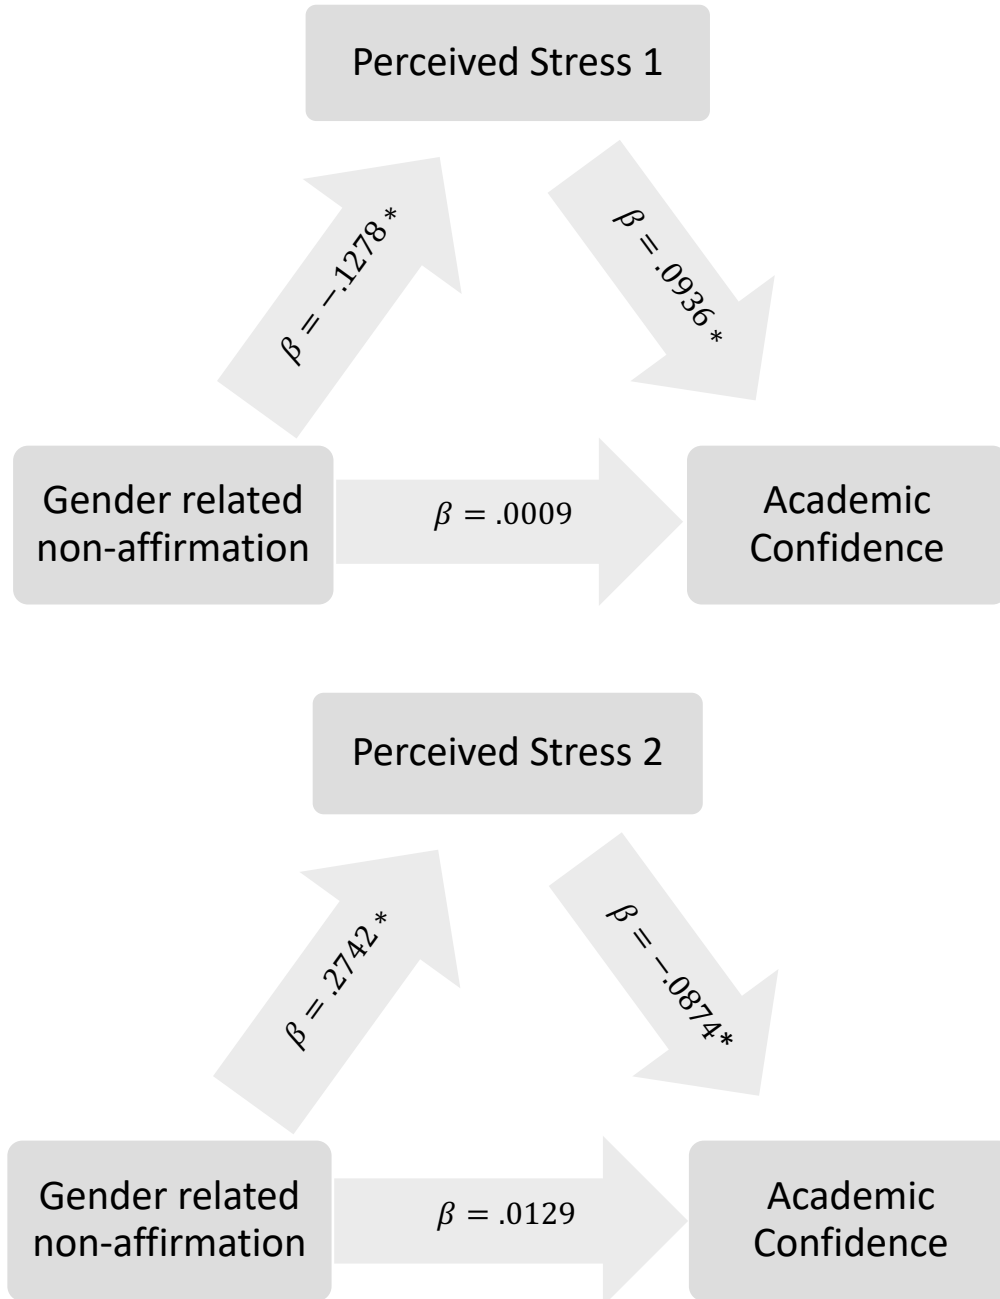 Perceived Stress 1
β = −.1278 *
β = .0936 *
Gender related
non-affirmation
β = .0009
Academic
Confidence
Perceived Stress 2
β = .2742 *
β = −.0874*
Gender related
non-affirmation
β = .0129
Academic
Confidence